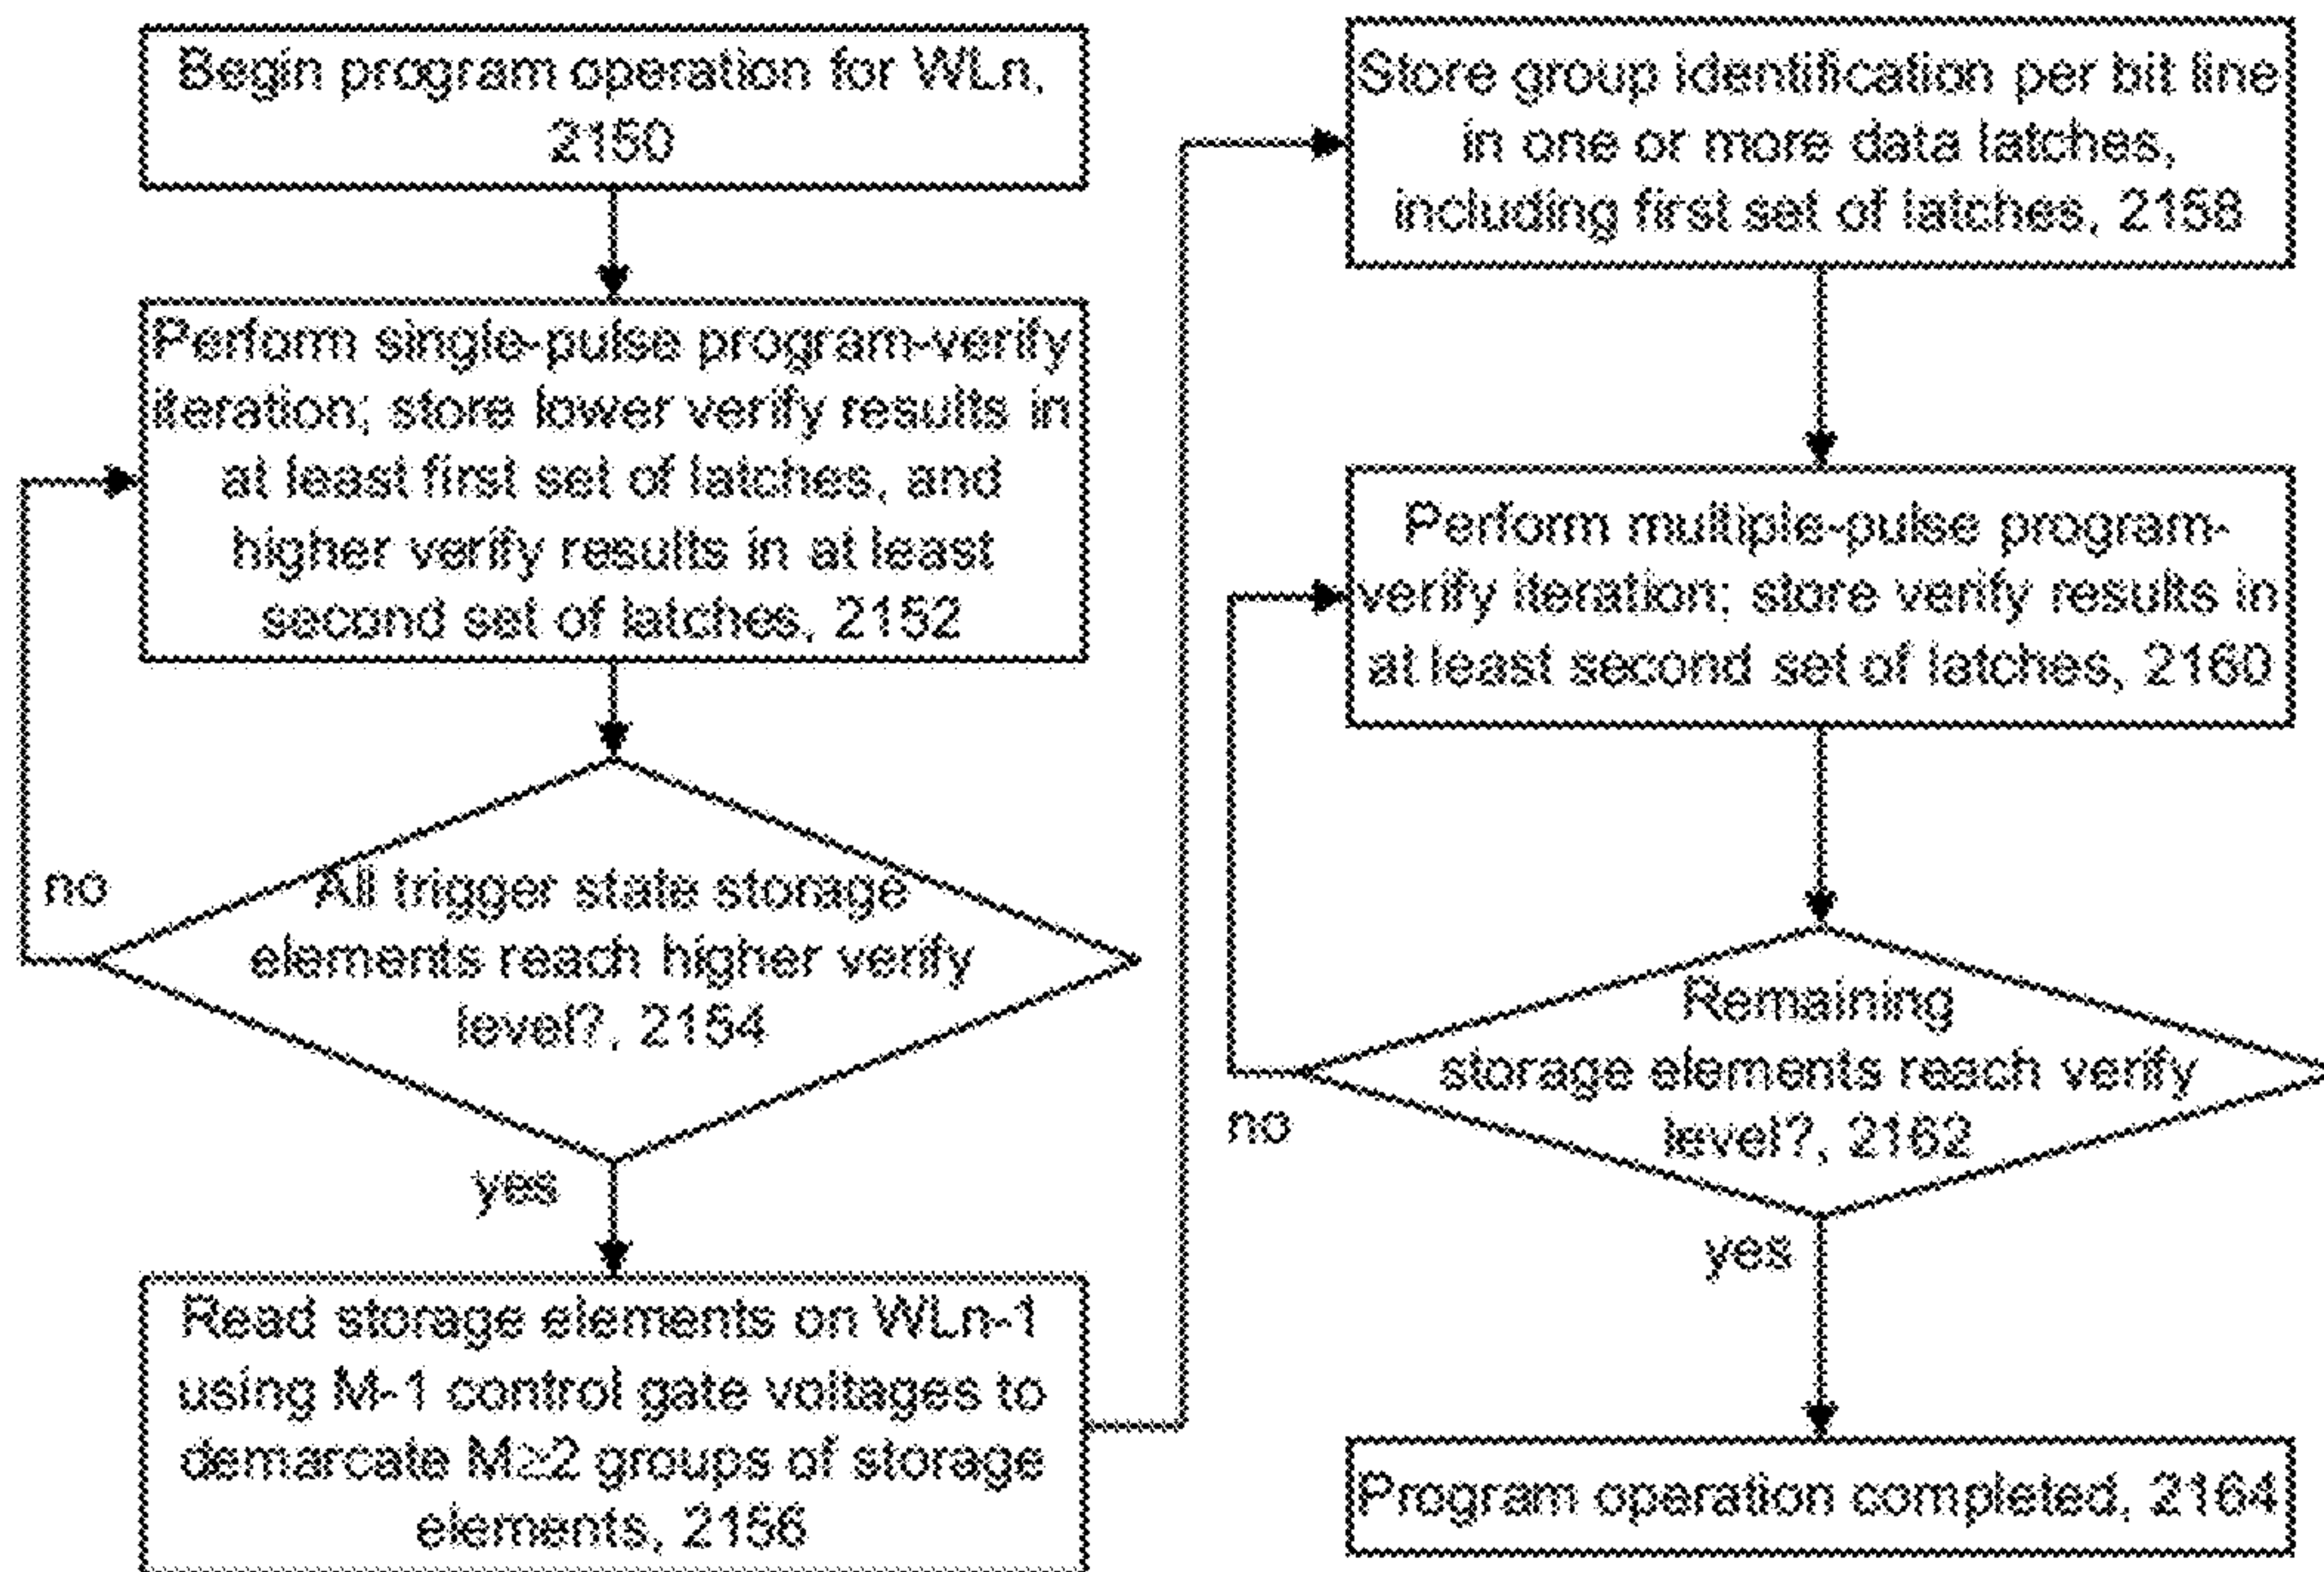 Begin program operation for WLn,
2150
Perform single-pulse program-verify
iteration; store lower verify results in
at least first set of latches, and
higher verify results in at least
second set of latches, 2152
no
All trigger state storage
elements reach higher verify
level?, 2154
yes
Read storage elements on WLn-1
using M-1 control gate voltages to
demarcate M≥2 groups of storage
elements, 2156
Store group identification per bit line
in one or more data latches,
including first set of latches, 2158
Perform multiple-pulse program-
verify iteration; store verify results in
at least second set of latches, 2160
Remaining
storage elements reach verify
level?, 2162
no
yes
Program operation completed, 2164